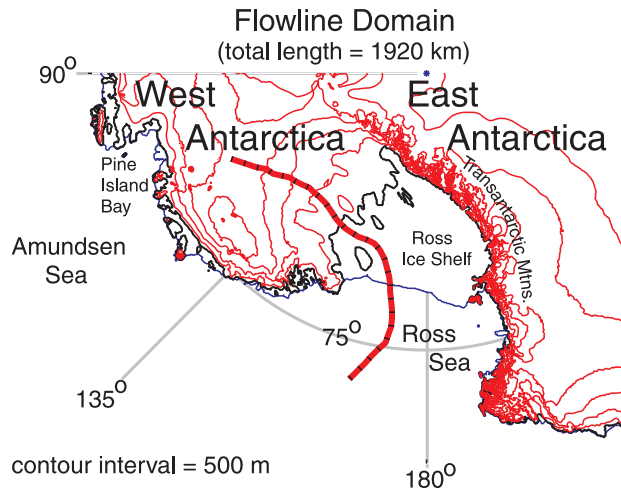 Flowline Domain
(total length = 1920 km)
90°
West
East
Antarctica
Antarctica
Pine
Island
Bay
Transantarctic Mtns.
Amundsen
Sea
Ross
Ice Shelf
75°
Ross
Sea
135°
contour interval = 500 m
180°